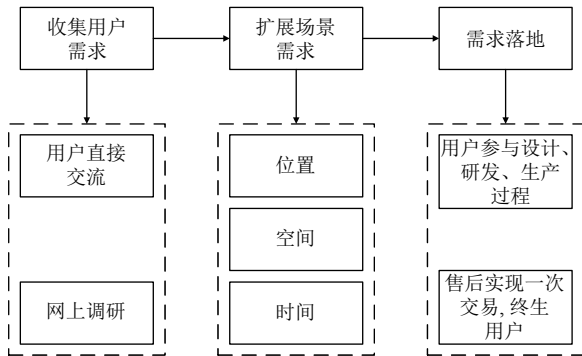 收集用户
需求
扩展场景
需求
需求落地
用户直接
交流
网上调研
位置
空间
时间
用户参与设计、
研发、生产
过程
售后实现一次
交易, 终生
用户